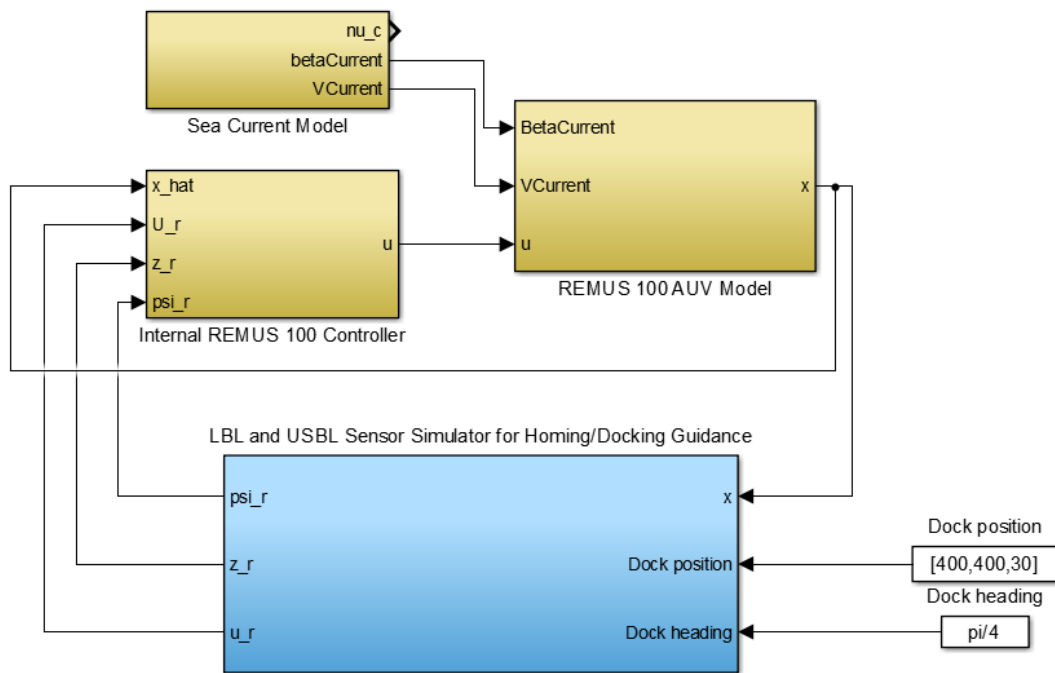 nu_c
betaCurrent
VCurrent
Sea Current Model
BetaCurrent
VCurrent
u
x
REMUS 100 AUV Model
x_hat
U_r
z_r
psi_r
u
Internal REMUS 100 Controller
LBL and USBL Sensor Simulator for Homing/Docking Guidance
psi_r
z_r
u_r
x
Dock position
Dock heading
Dock position
[400,400,30]
Dock heading
pi/4